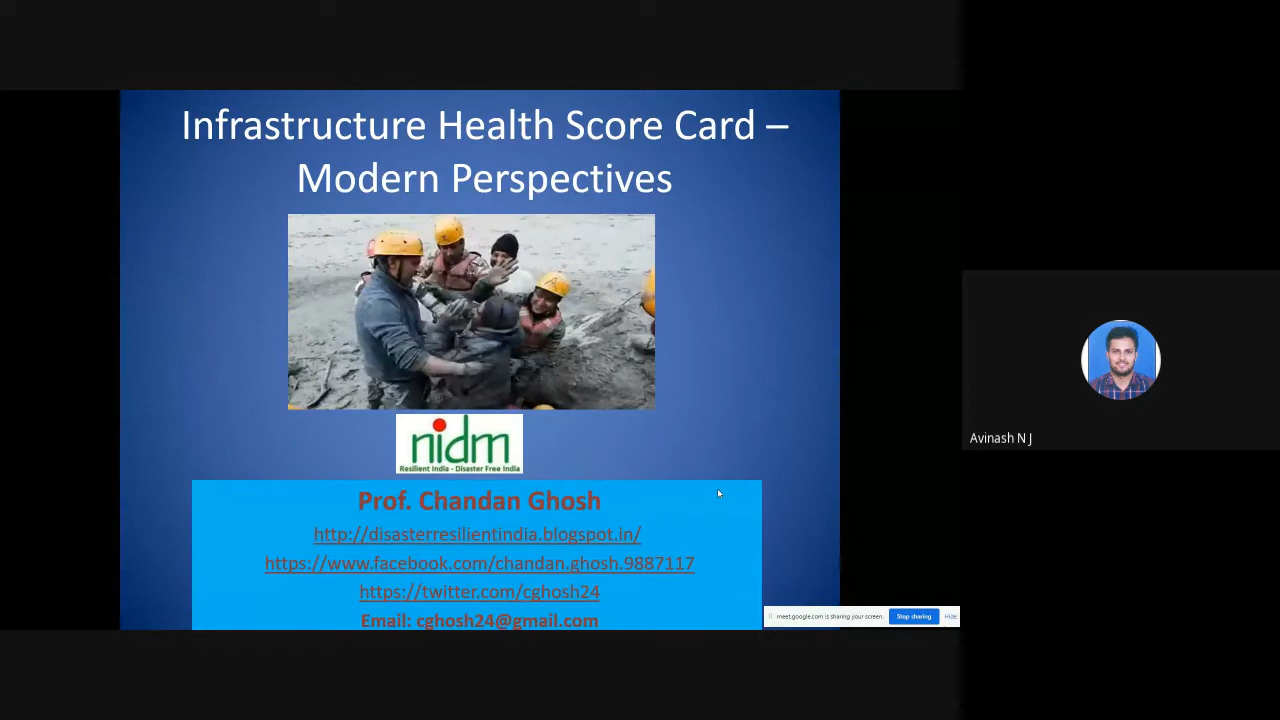 Infrastructure Health Score Card –
Modern Perspectives
nidm
Resilient India - Disaster Free India
Prof. Chandan Ghosh
http://disasterresilientindia.blogspot.in/
https://www.facebook.com/chandan.ghosh.9887117
https://twitter.com/cghosh24
Email: cghosh24@gmail.com
meet.google.com is sharing your screen.
Stop sharing
Hide
Avinash N J